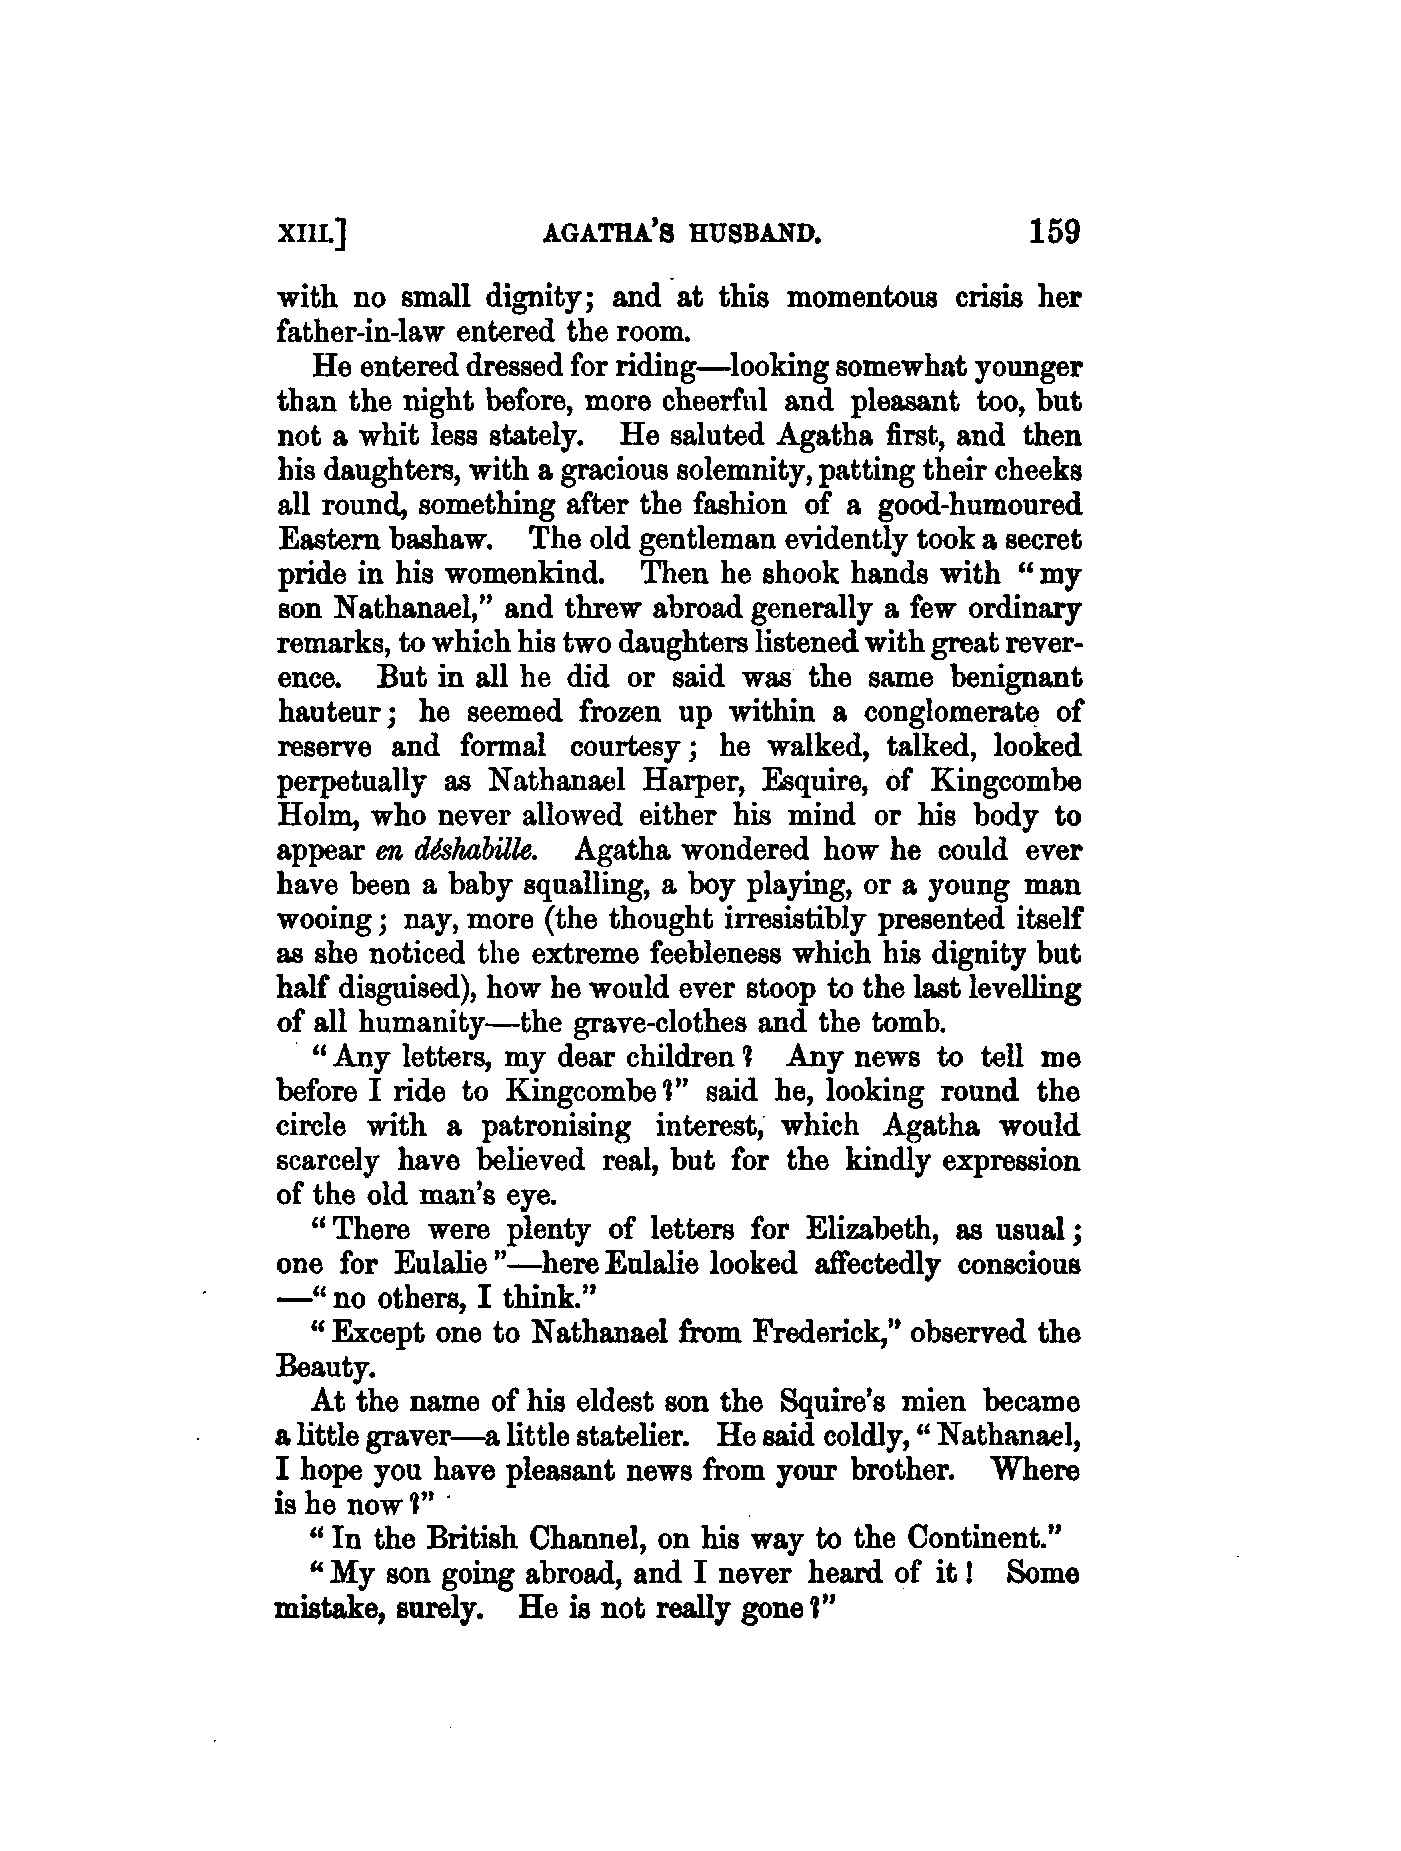 XIII.] AGATHA'S HUSBAND. 159
with no small dignity; and at this momentous crisis her
father-in-law entered the room.
He entered dressed for riding—looking somewhat younger
than the night before, more cheerful and pleasant too, but
not a whit less stately. He saluted Agatha first, and then
his daughters, with a gracious solemnity, patting their cheeks
all round, something after the fashion of a good-humoured
Eastern bashaw. The old gentleman evidently took a secret
pride in his womenkind. Then he shook hands with "my
son Nathanael," and threw abroad generally a few ordinary
remarks, to which his two daughters listened with great rever-
ence. But in all he did or said was the same benignant
hauteur; he seemed frozen up within a conglomerate of
reserve and formal courtesy; he walked, talked, looked
perpetually as Nathanael Harper, Esquire, of Kingcombe
Holm, who never allowed either his mind or his body to
appear en déshabille. Agatha wondered how he could ever
have been a baby squalling, a boy playing, or a young man
wooing; nay, more (the thought irresistibly presented itself
as she noticed the extreme feebleness which his dignity but
half disguised), how he would ever stoop to the last levelling
of all humanity—the grave-clothes and the tomb.
"Any letters, my dear children? Any news to tell me
before I ride to Kingcombe?" said he, looking round the
circle with a patronising interest, which Agatha would
scarcely have believed real, but for the kindly expression
of the old man's eye.
"There were plenty of letters for Elizabeth, as usual;
one for Eulalie"—here Eulalie looked affectedly conscious
—"no others, I think."
"Except one to Nathanael from Frederick," observed the
Beauty.
At the name of his eldest son the Squire's mien became
a little graver—a little statelier. He said coldly, "Nathanael,
I hope you have pleasant news from your brother. Where
is he now?"
"In the British Channel, on his way to the Continent."
"My son going abroad, and I never heard of it! Some
mistake, surely. He is not really gone?"